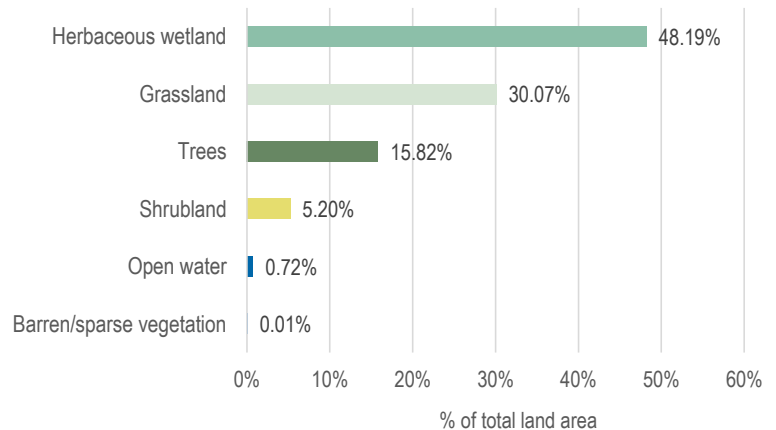 Herbaceous wetland 48.19%
Grassland 30.07%
Trees 15.82%
Shrubland 5.20%
Open water 0.72%
Barren/sparse vegetation 0.01%
0% 10% 20% 30% 40% 50% 60%
% of total land area